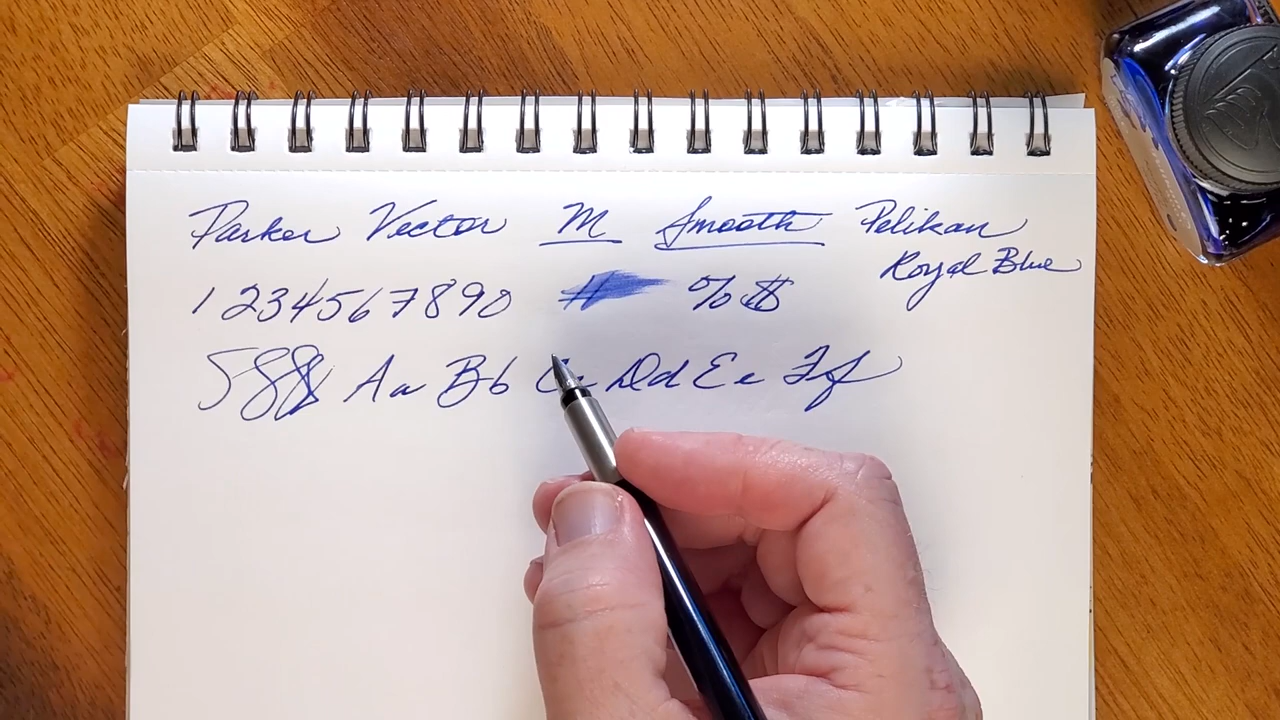 Parker Vector M Smooth Pelikan
Royal Blue
1234567890 # % $
Aa Bb Cc Dd Ee Ff